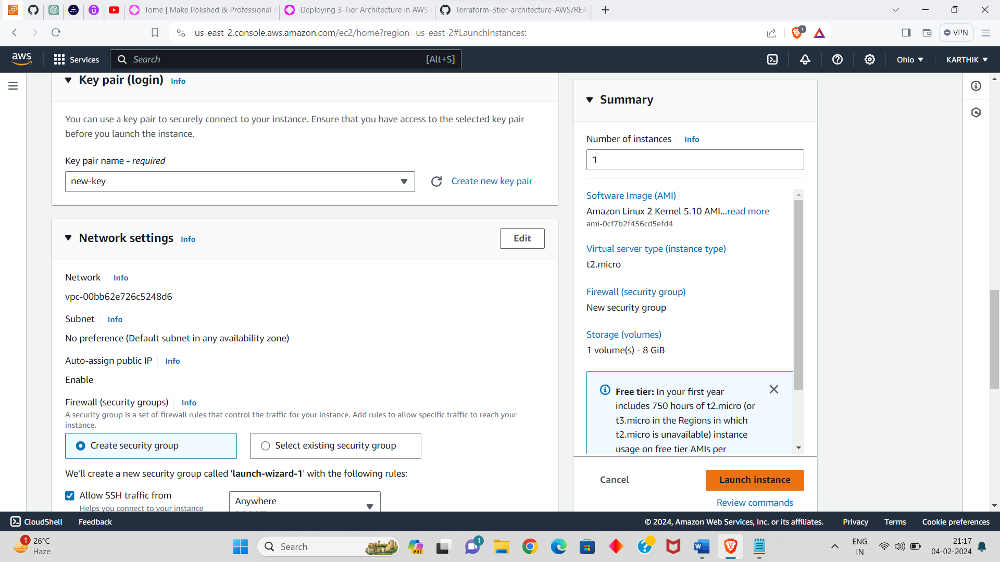 Tome | Make Polished & Professional
Deploying 3-Tier Architecture in AWS
Terraform-3tier-architecture-AWS/REA
us-east-2.console.aws.amazon.com/ec2/home?region=us-east-2#LaunchInstances:
1
VPN
aws
Services
Search
[Alt+S]
Ohio
KARTHIK
Key pair (login)
Info
You can use a key pair to securely connect to your instance. Ensure that you have access to the selected key pair
before you launch the instance.
Key pair name - required
new-key
Create new key pair
Network settings
Info
Edit
Network
Info
vpc-00bb62e726c5248d6
Subnet
Info
No preference (Default subnet in any availability zone)
Auto-assign public IP
Info
Enable
Firewall (security groups)
Info
A security group is a set of firewall rules that control the traffic for your instance. Add rules to allow specific traffic to reach your
instance.
Create security group
Select existing security group
We'll create a new security group called 'launch-wizard-1' with the following rules:
Allow SSH traffic from
Helps you connect to your instance
Anywhere
Summary
Number of instances
Info
1
Software Image (AMI)
Amazon Linux 2 Kernel 5.10 AMI...read more
ami-0cf7b2f456cd5efd4
Virtual server type (instance type)
t2.micro
Firewall (security group)
New security group
Storage (volumes)
1 volume(s) - 8 GiB
Free tier: In your first year
includes 750 hours of t2.micro (or
t3.micro in the Regions in which
t2.micro is unavailable) instance
usage on free tier AMIs per
Cancel
Launch instance
Review commands
CloudShell
Feedback
© 2024, Amazon Web Services, Inc. or its affiliates.
Privacy
Terms
Cookie preferences
1
26°C
Haze
Search
PRE
1
ENG
IN
21:17
04-02-2024